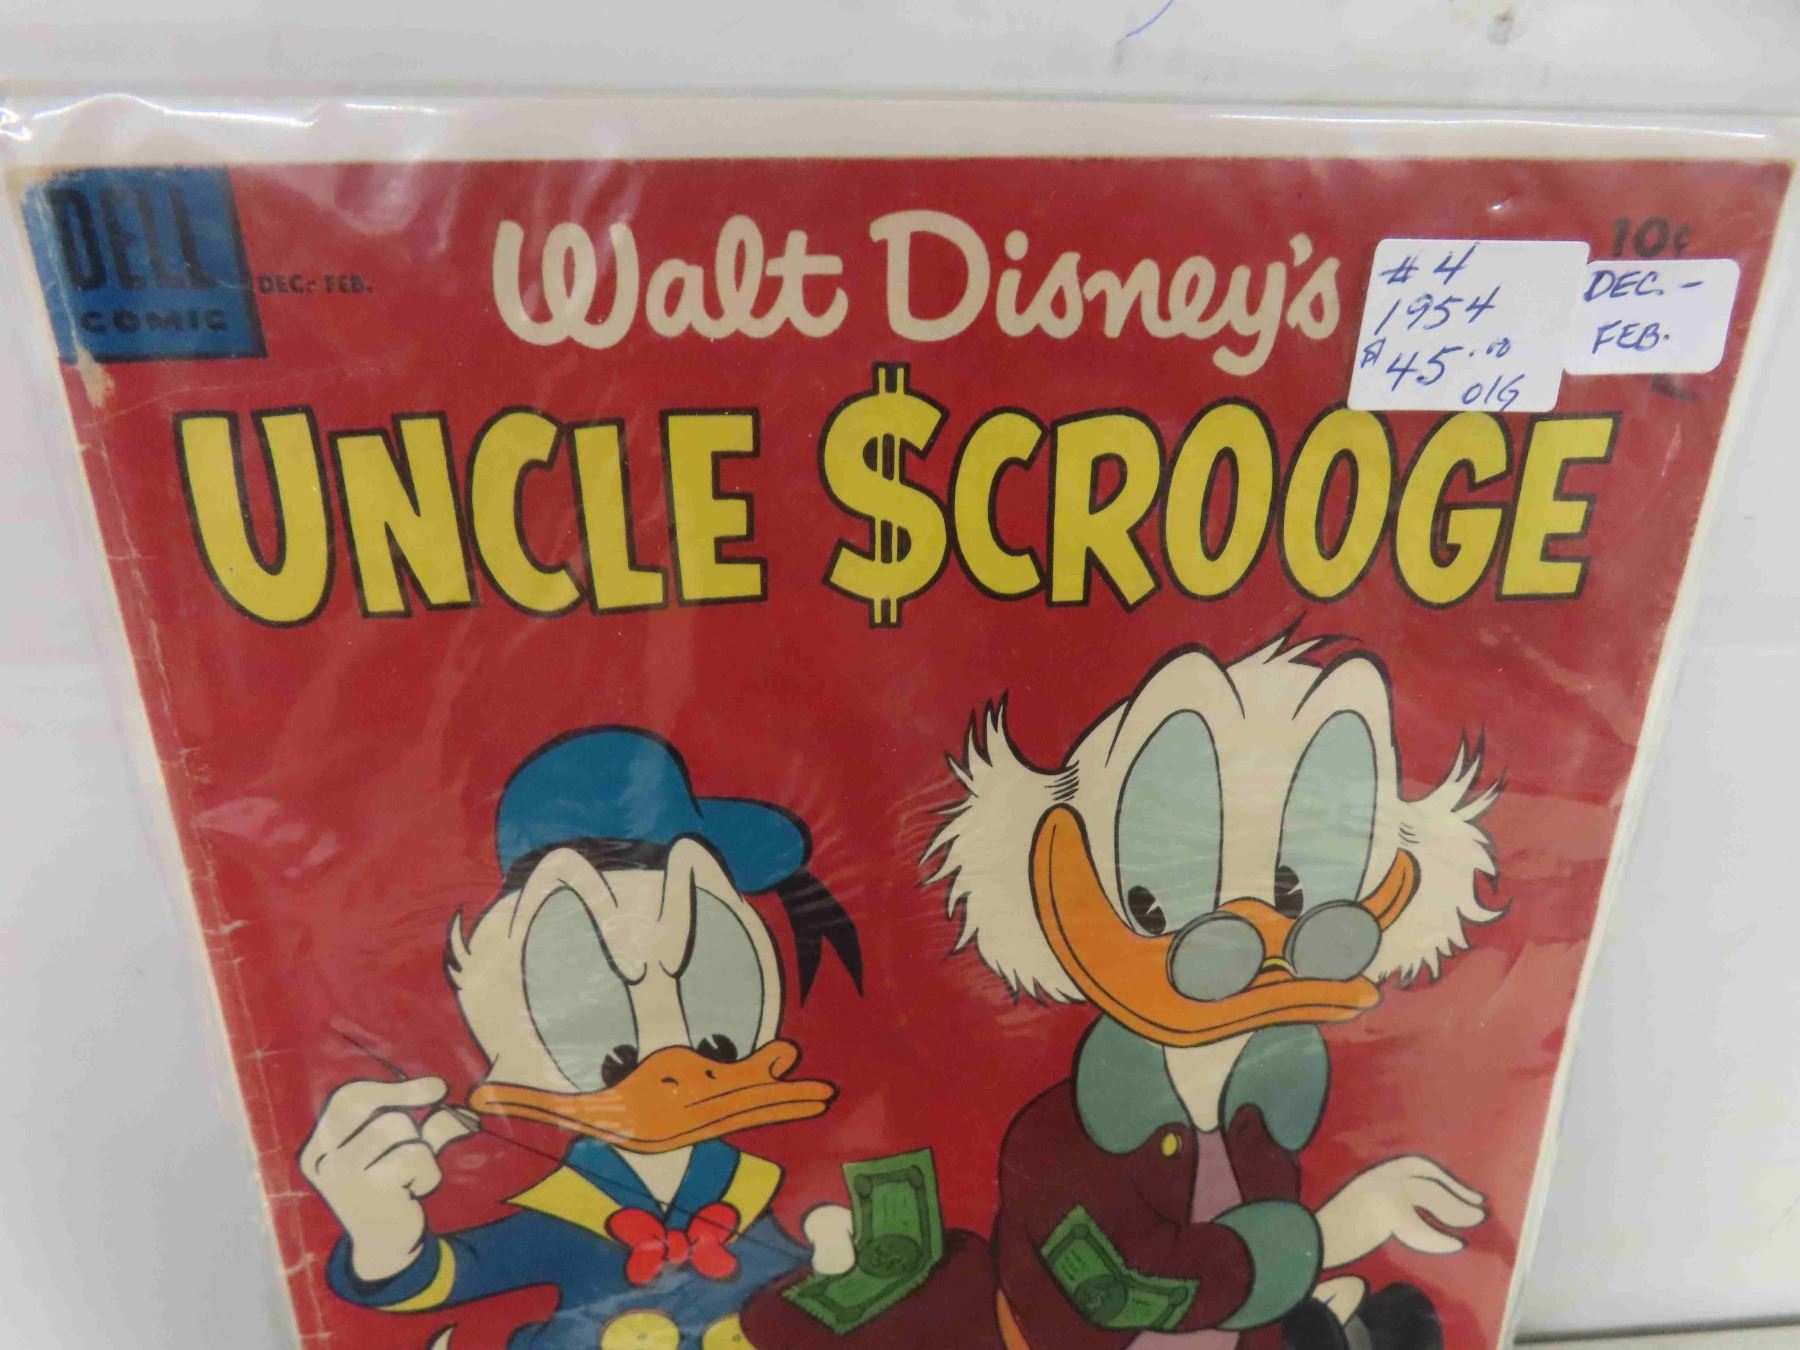 DELL
COMIC
DEC.- FEB.
Walt Disney's
10¢
# 4
1954
$45.00
DEC. -
FEB.
UNCLE $CROOGE